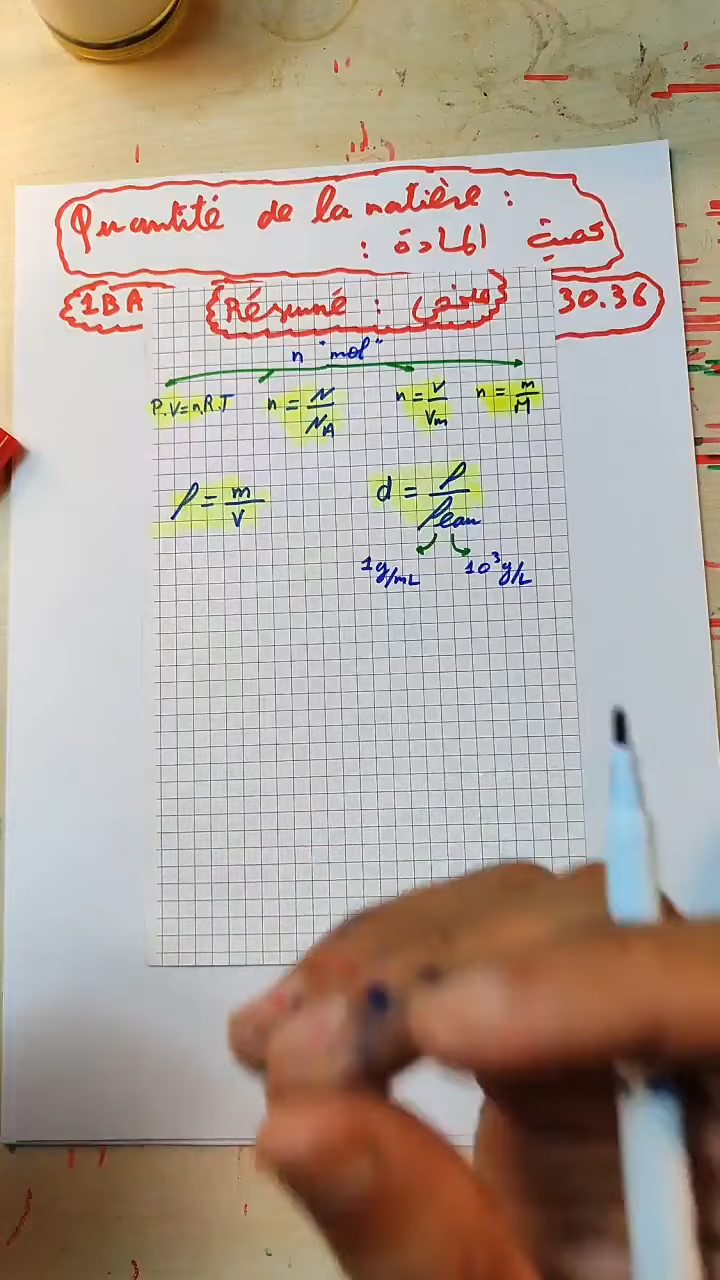 Quantité de la matière :
كمية المادة :
1BA Résumé : ملخص 30.36
n "mol"
P.V=n.R.T n = N/NA n = V/Vm n = m/M
ρ = m/V d = ρ/ρeau
1g/mL 10³g/L